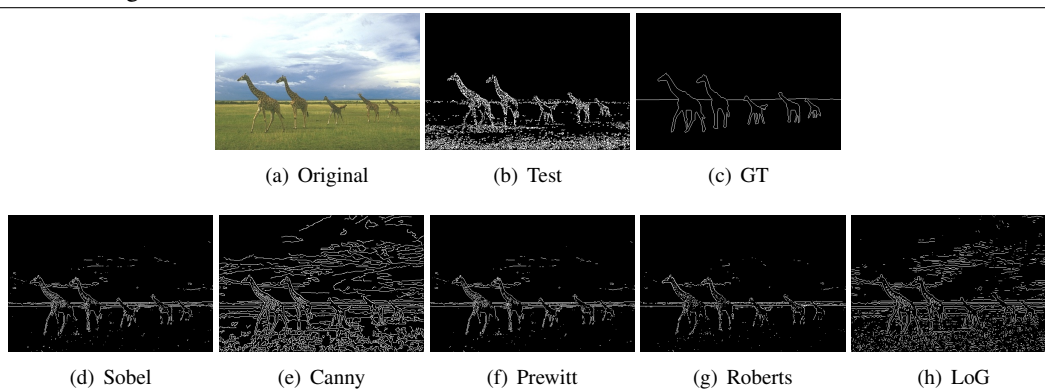 (a) Original
(b) Test
(c) GT
(d) Sobel
(e) Canny
(f) Prewitt
(g) Roberts
(h) LoG